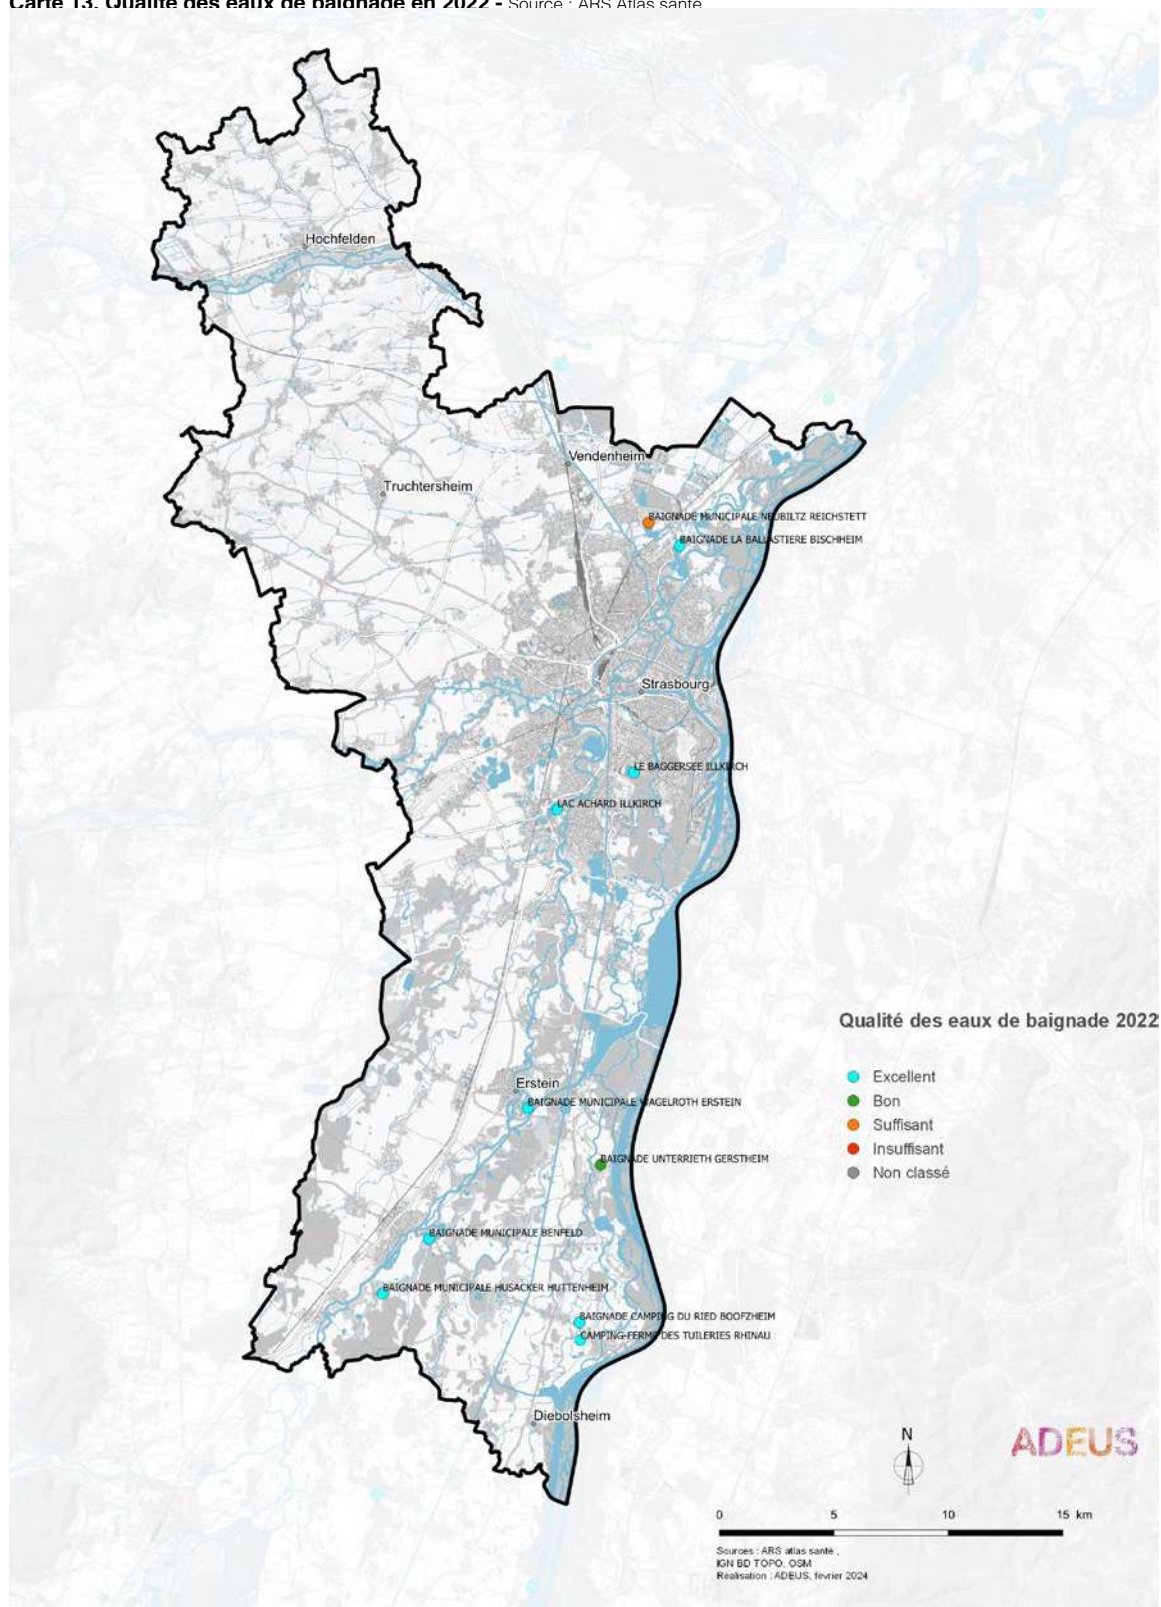 Carte 13. Qualité des eaux de baignade en 2022 - Source : ARS Atlas santé
Hochfelden
Vendenheim
Truchtersheim
BAIGNADE MUNICIPALE NEUBILTZ REICHSTETT
BAIGNADE LA BALLASTIERE BISCHHEIM
Strasbourg
LE BAGGERSEE ILLKIRCH
LAC ACHARD ILLKIRCH
Qualité des eaux de baignade 2022
Excellent
Bon
Suffisant
Insuffisant
Non classé
Erstein
BAIGNADE MUNICIPALE WAGELROTH ERSTEIN
BAIGNADE UNTERRIETH GERSTHEIM
BAIGNADE MUNICIPALE BENFELD
BAIGNADE MUNICIPALE HUSACKER HUTTENHEIM
BAIGNADE CAMPING DU RIED BOOFZHEIM
CAMPING-FERME DES TUILERIES RHINAU
Diebolsheim
N
ADEUS
0 5 10 15 km
Sources : ARS atlas santé ,
IGN BD TOPO, OSM
Réalisation : ADEUS, février 2024